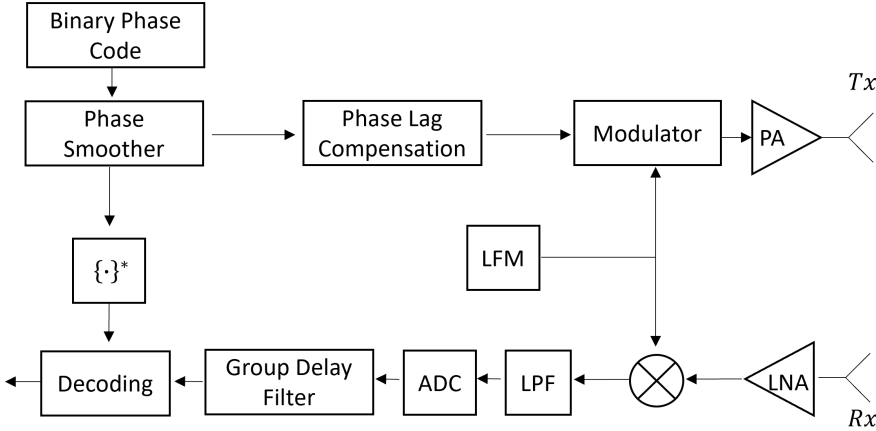 Binary Phase
Code
Tx
Phase
Smoother
Phase Lag
Compensation
Modulator
PA
{·}*
LFM
Decoding
Group Delay
Filter
ADC
LPF
LNA
Rx